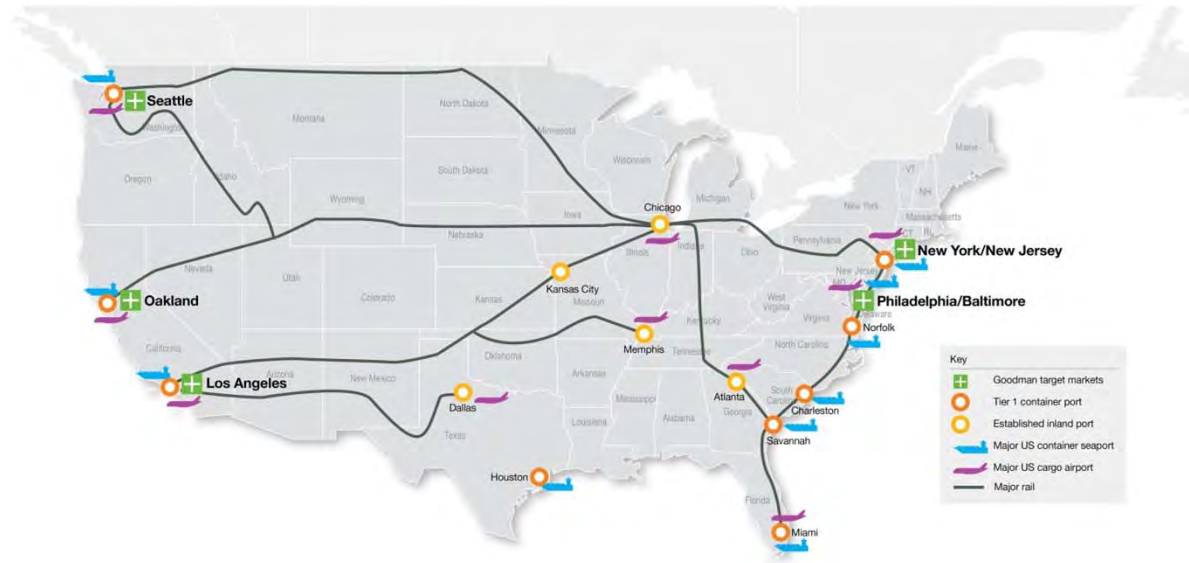 Seattle
Washington
Montana
North Dakota
Minnesota
Maine
VT
NH
Massachusetts
CT
RI
Oregon
Idaho
South Dakota
Wisconsin
Michigan
New York
Wyoming
Iowa
Chicago
Nebraska
Illinois
Indiana
Ohio
Pennsylvania
New York/New Jersey
New Jersey
Nevada
Utah
Colorado
Kansas
Kansas City
Missouri
West
Virginia
Virginia
Kentucky
Delaware
Philadelphia/Baltimore
Oakland
Norfolk
California
Los Angeles
Arizona
New Mexico
Oklahoma
Memphis
Tennessee
North Carolina
Arkansas
Dallas
Texas
Louisiana
Mississippi
Alabama
Atlanta
Georgia
South
Carolina
Charleston
Savannah
Houston
Florida
Miami
Key
Goodman target markets
Tier 1 container port
Established inland port
Major US container seaport
Major US cargo airport
Major rail